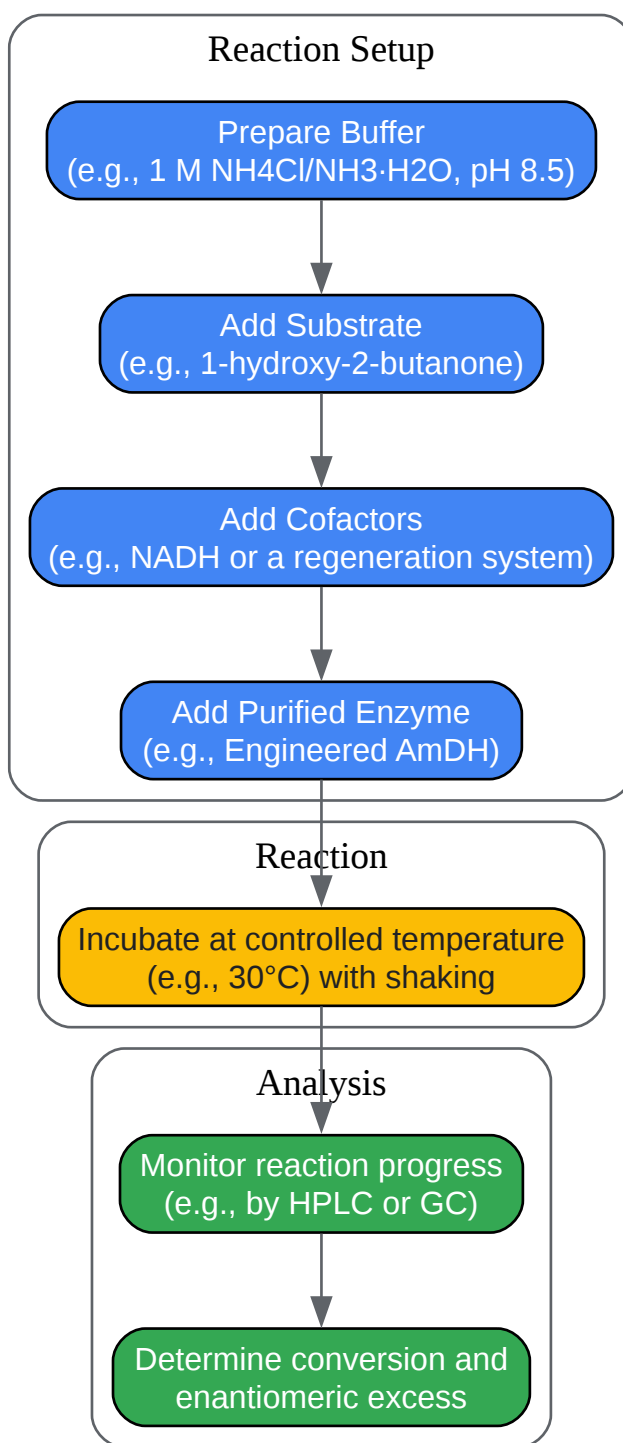 Reaction Setup
Prepare Buffer
(e.g., 1 M NH4Cl/NH3·H2O, pH 8.5)
Add Substrate
(e.g., 1-hydroxy-2-butanone)
Add Cofactors
(e.g., NADH or a regeneration system)
Add Purified Enzyme
(e.g., Engineered AmDH)
Reaction
Incubate at controlled temperature
(e.g., 30°C) with shaking
Analysis
Monitor reaction progress
(e.g., by HPLC or GC)
Determine conversion and
enantiomeric excess